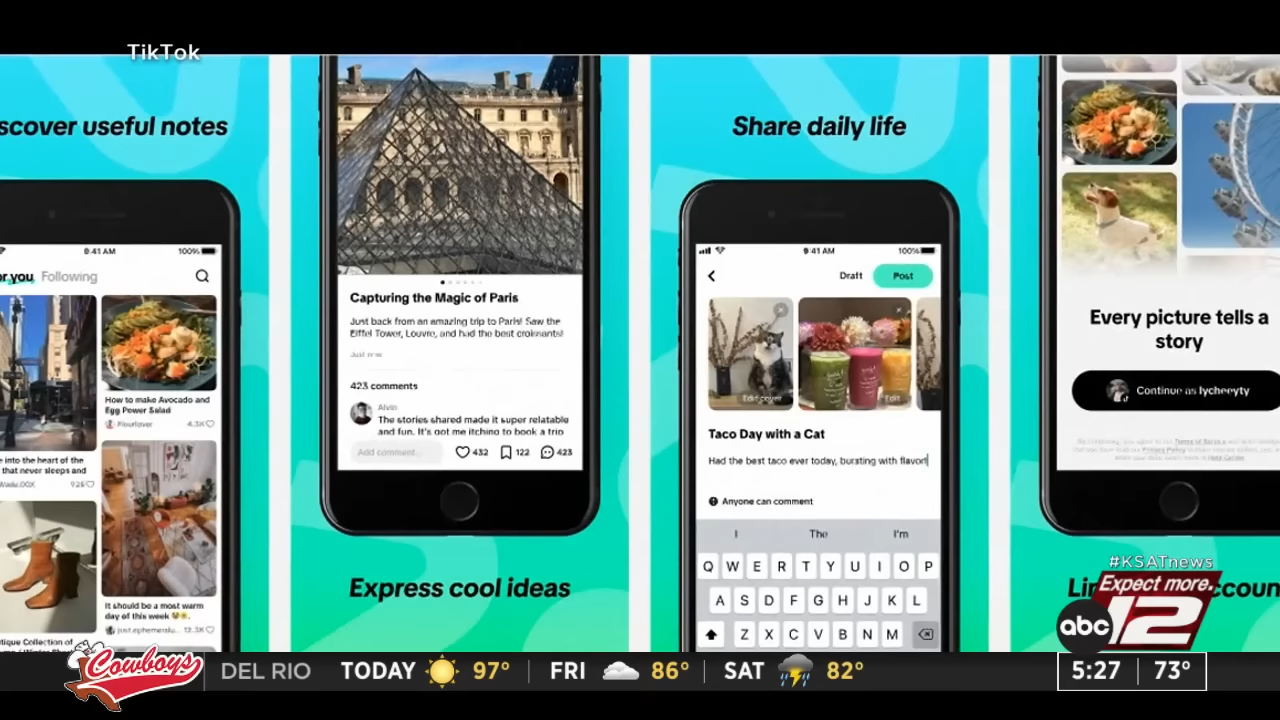 TikTok
scover useful notes
9:41 AM
100%
or you Following
How to make Avocado and
Egg Power Salad
4.3K
e into the heart of the
that never sleeps and
It should be a most warm
day of this week
12.3K
tique Collection of
Capturing the Magic of Paris
Just back from an amazing trip to Paris! Saw the
Eiffel Tower, Louvre, and had the best croissants!
Just now
423 comments
Alvin
The stories shared made it super relatable
and fun. It's got me itching to book a trip
Add comment...
432
122
423
Express cool ideas
Share daily life
9:41 AM
100%
Draft
Post
Edit cover
Edit
Taco Day with a Cat
Had the best taco ever today, bursting with flavor!
Anyone can comment
I The I'm
Q W E R T Y U I O P
A S D F G H J K L
Z X C V B N M
Every picture tells a
story
Continue as lycheeyty
#KSATnews
Expect more.
abc 12
Cowboys
DEL RIO
TODAY 97°
FRI 86°
SAT 82°
5:27
73°